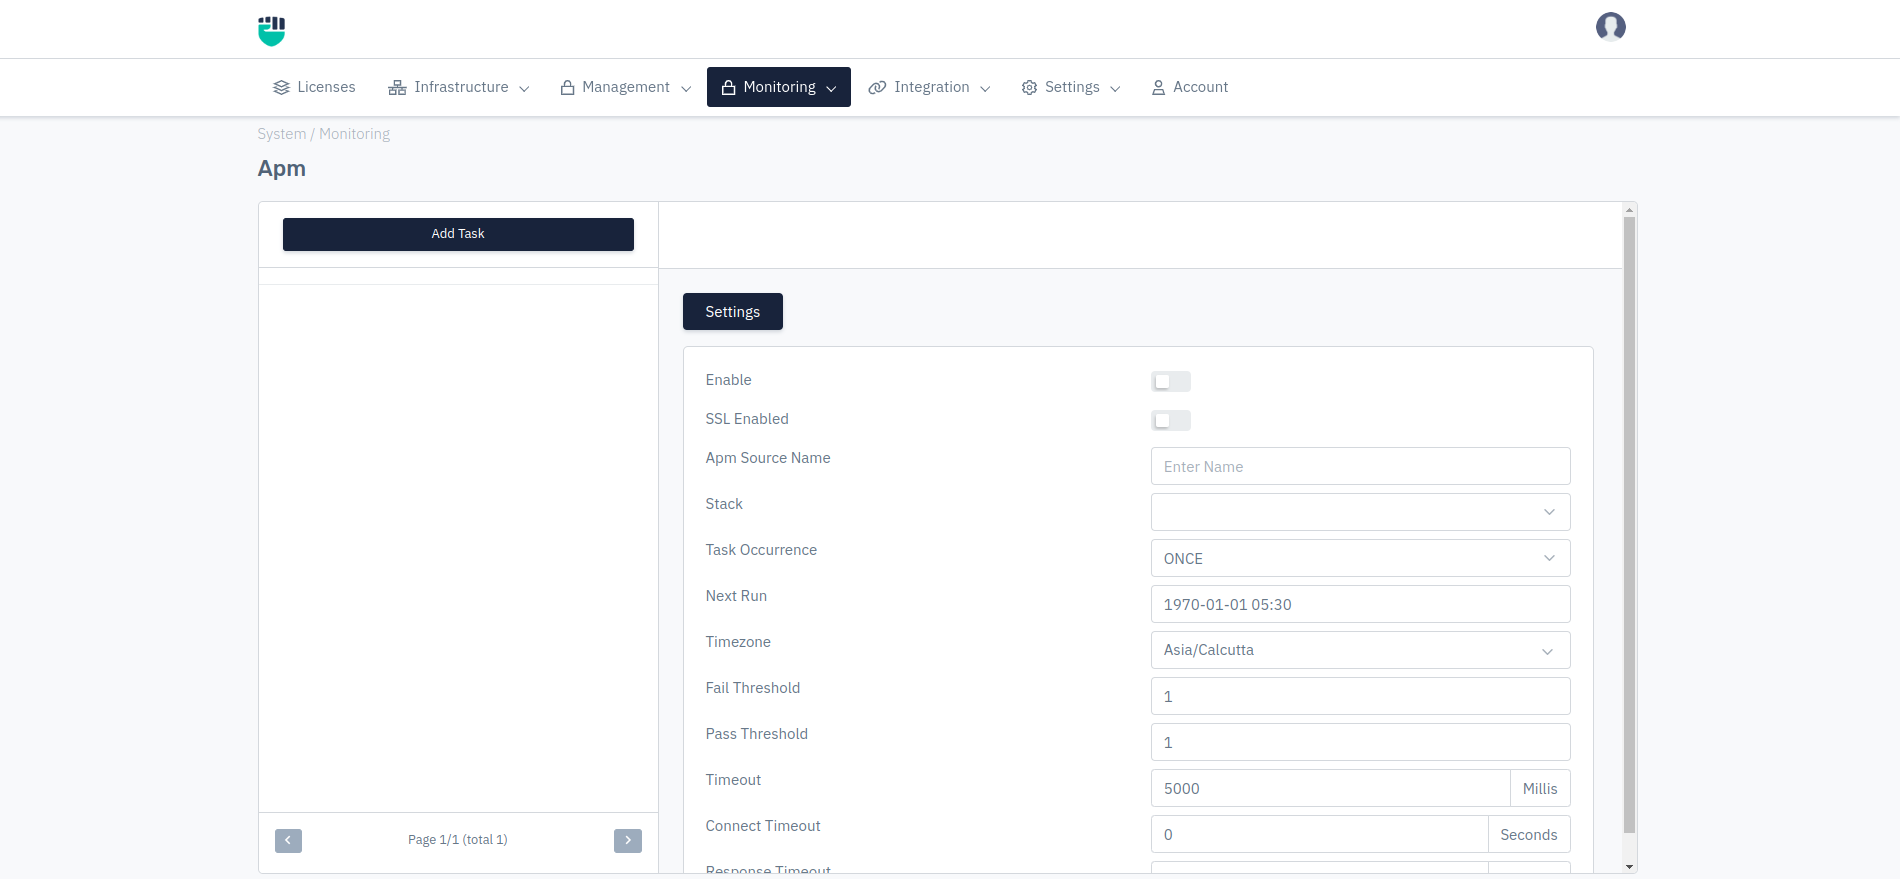 Licenses
Infrastructure
Management
Monitoring
Integration
Settings
Account
System / Monitoring
Apm
Add Task
Settings
Enable
SSL Enabled
Apm Source Name
Enter Name
Stack
Task Occurrence
ONCE
Next Run
1970-01-01 05:30
Timezone
Asia/Calcutta
Fail Threshold
1
Pass Threshold
1
Timeout
5000 Millis
Connect Timeout
0 Seconds
Response Timeout
Page 1/1 (total 1)